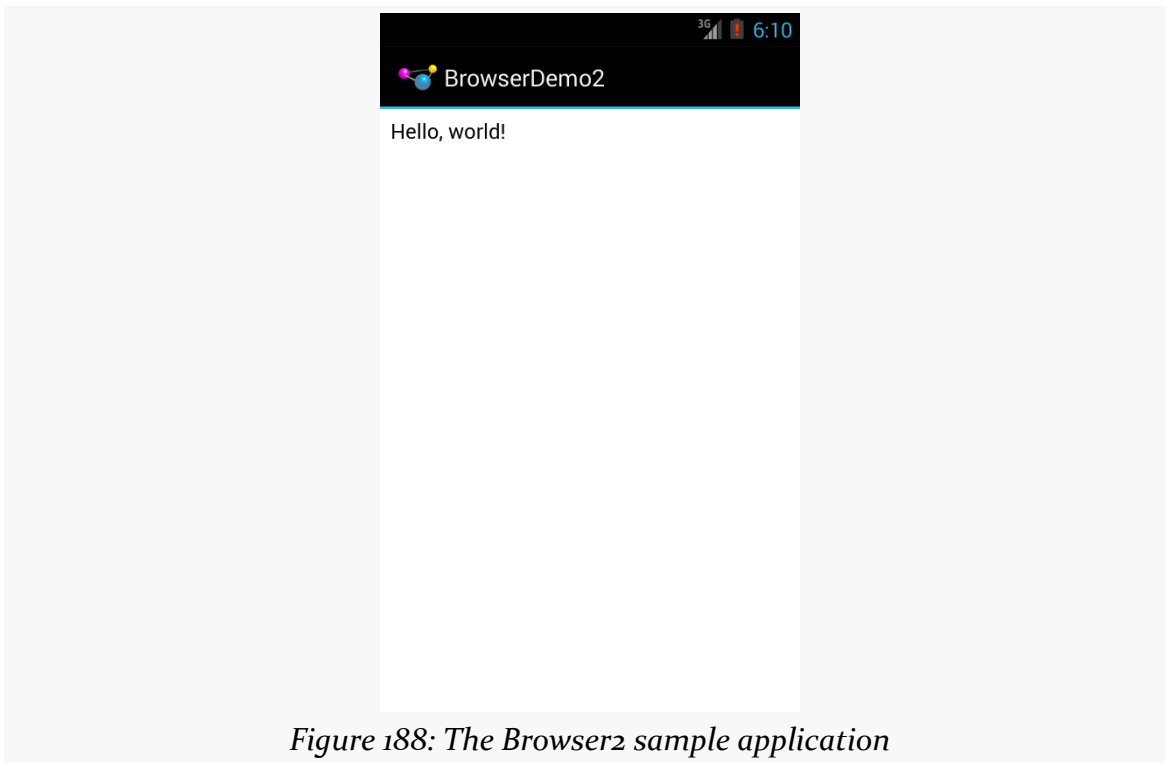 3G 6:10
BrowserDemo2
Hello, world!
Figure 188: The Browser2 sample application